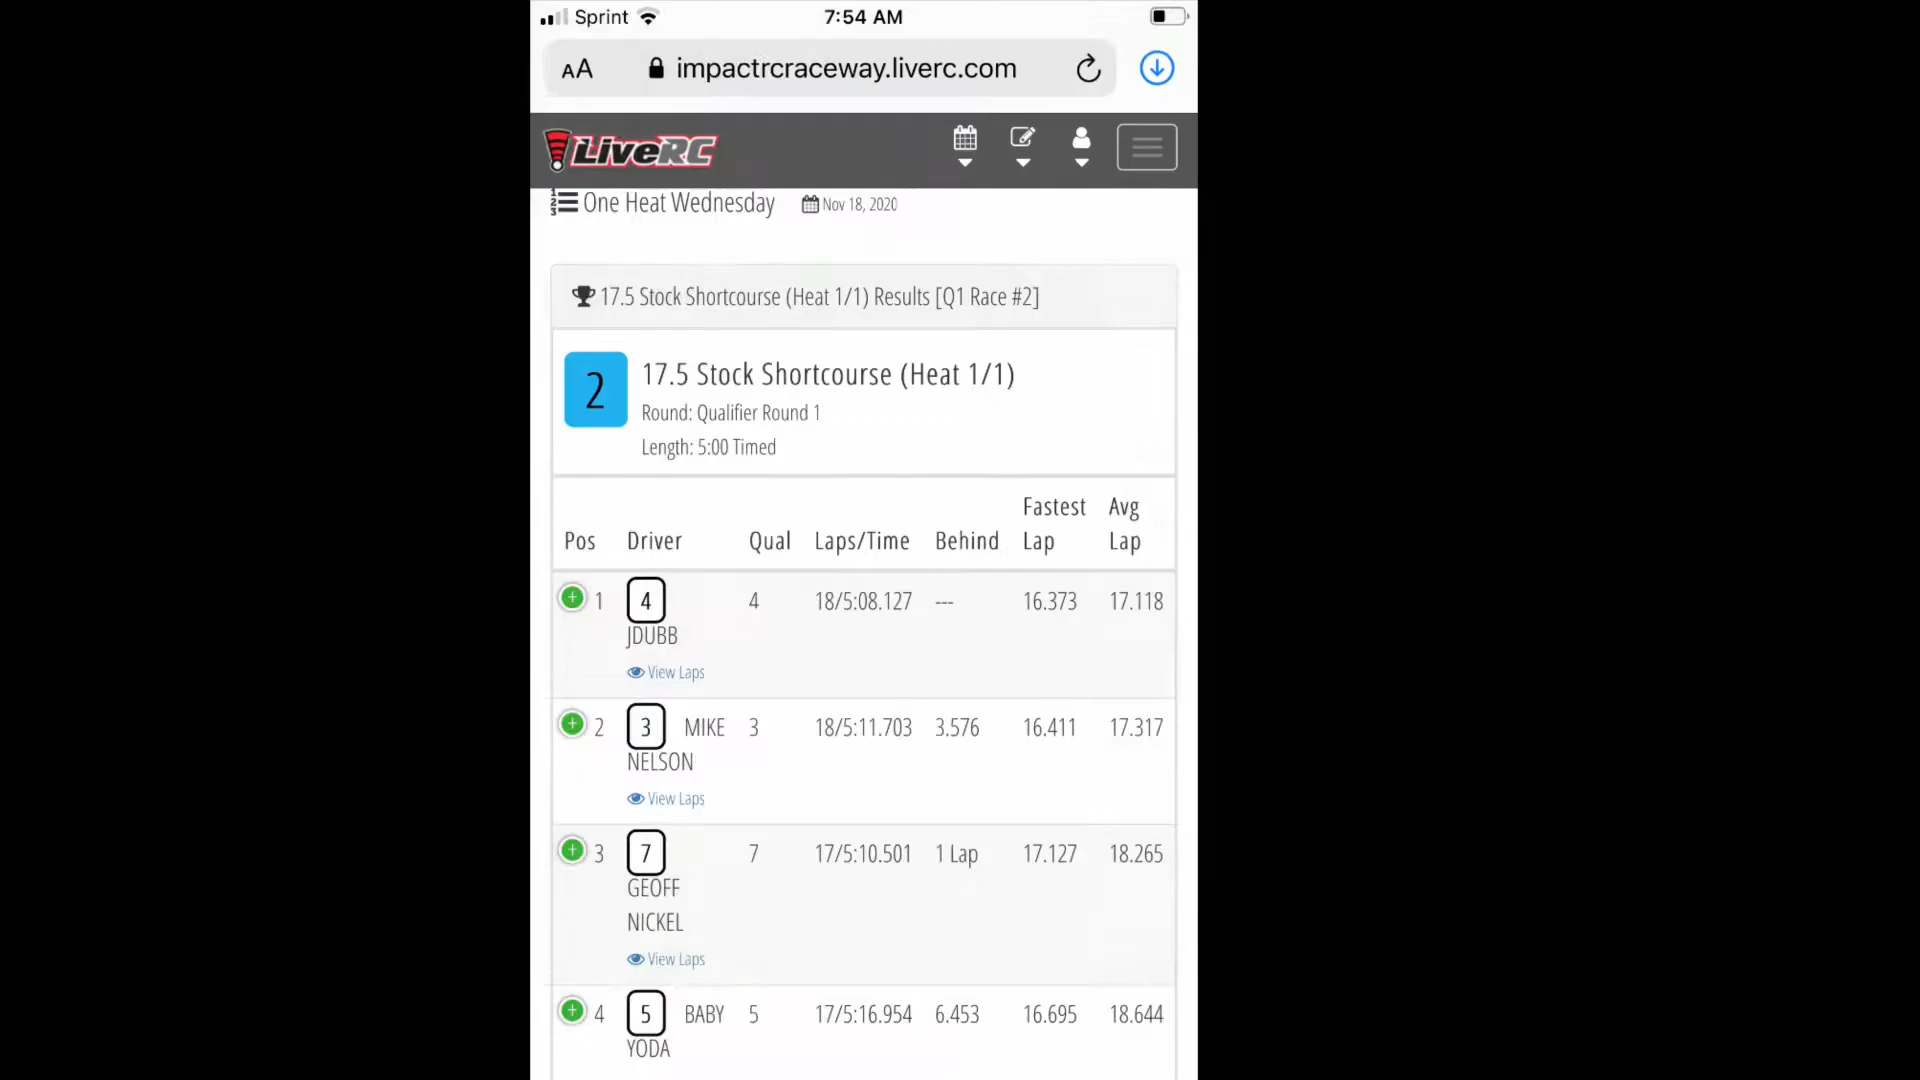 Sprint 7:54 AM
AA impactrcraceway.liverc.com
LiveRC
One Heat Wednesday Nov 18, 2020
17.5 Stock Shortcourse (Heat 1/1) Results [Q1 Race #2]
2 17.5 Stock Shortcourse (Heat 1/1)
Round: Qualifier Round 1
Length: 5:00 Timed
Fastest Avg
Pos Driver Qual Laps/Time Behind Lap Lap
1 4 4 18/5:08.127 --- 16.373 17.118
JDUBB
View Laps
2 3 MIKE 3 18/5:11.703 3.576 16.411 17.317
NELSON
View Laps
3 7 7 17/5:10.501 1 Lap 17.127 18.265
GEOFF
NICKEL
View Laps
4 5 BABY 5 17/5:16.954 6.453 16.695 18.644
YODA